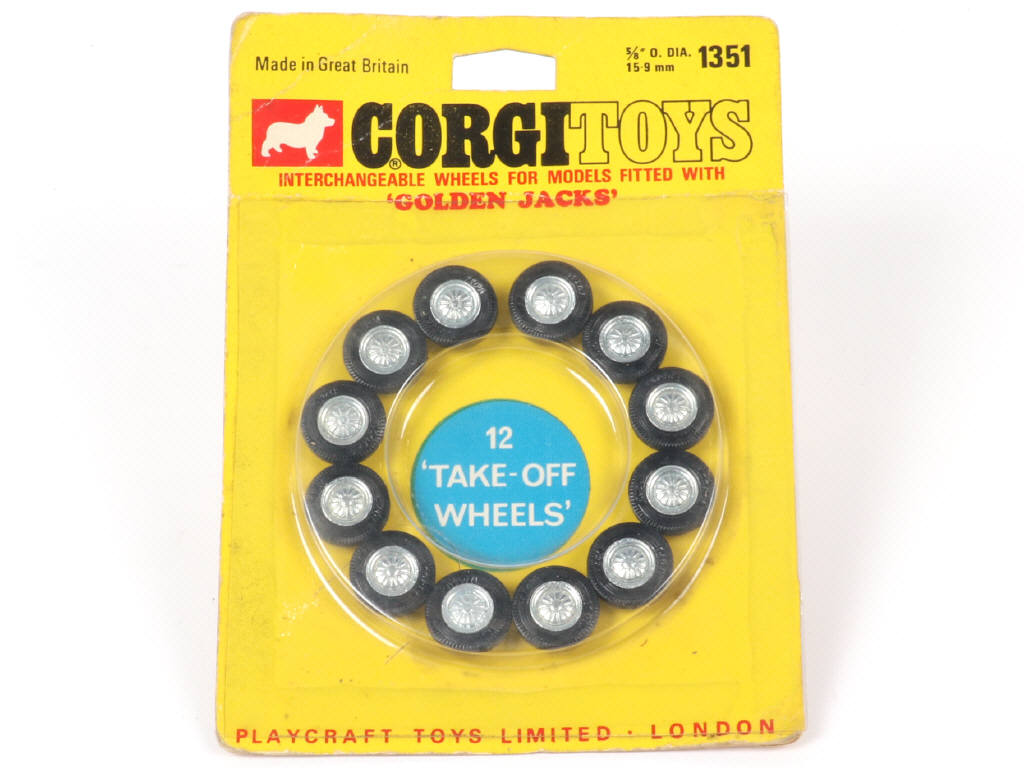 Made in Great Britain
5/8" O. DIA. 1351
15·9 mm
CORGI TOYS
®
INTERCHANGEABLE WHEELS FOR MODELS FITTED WITH
'GOLDEN JACKS'
12
'TAKE-OFF
WHEELS'
PLAYCRAFT TOYS LIMITED · LONDON